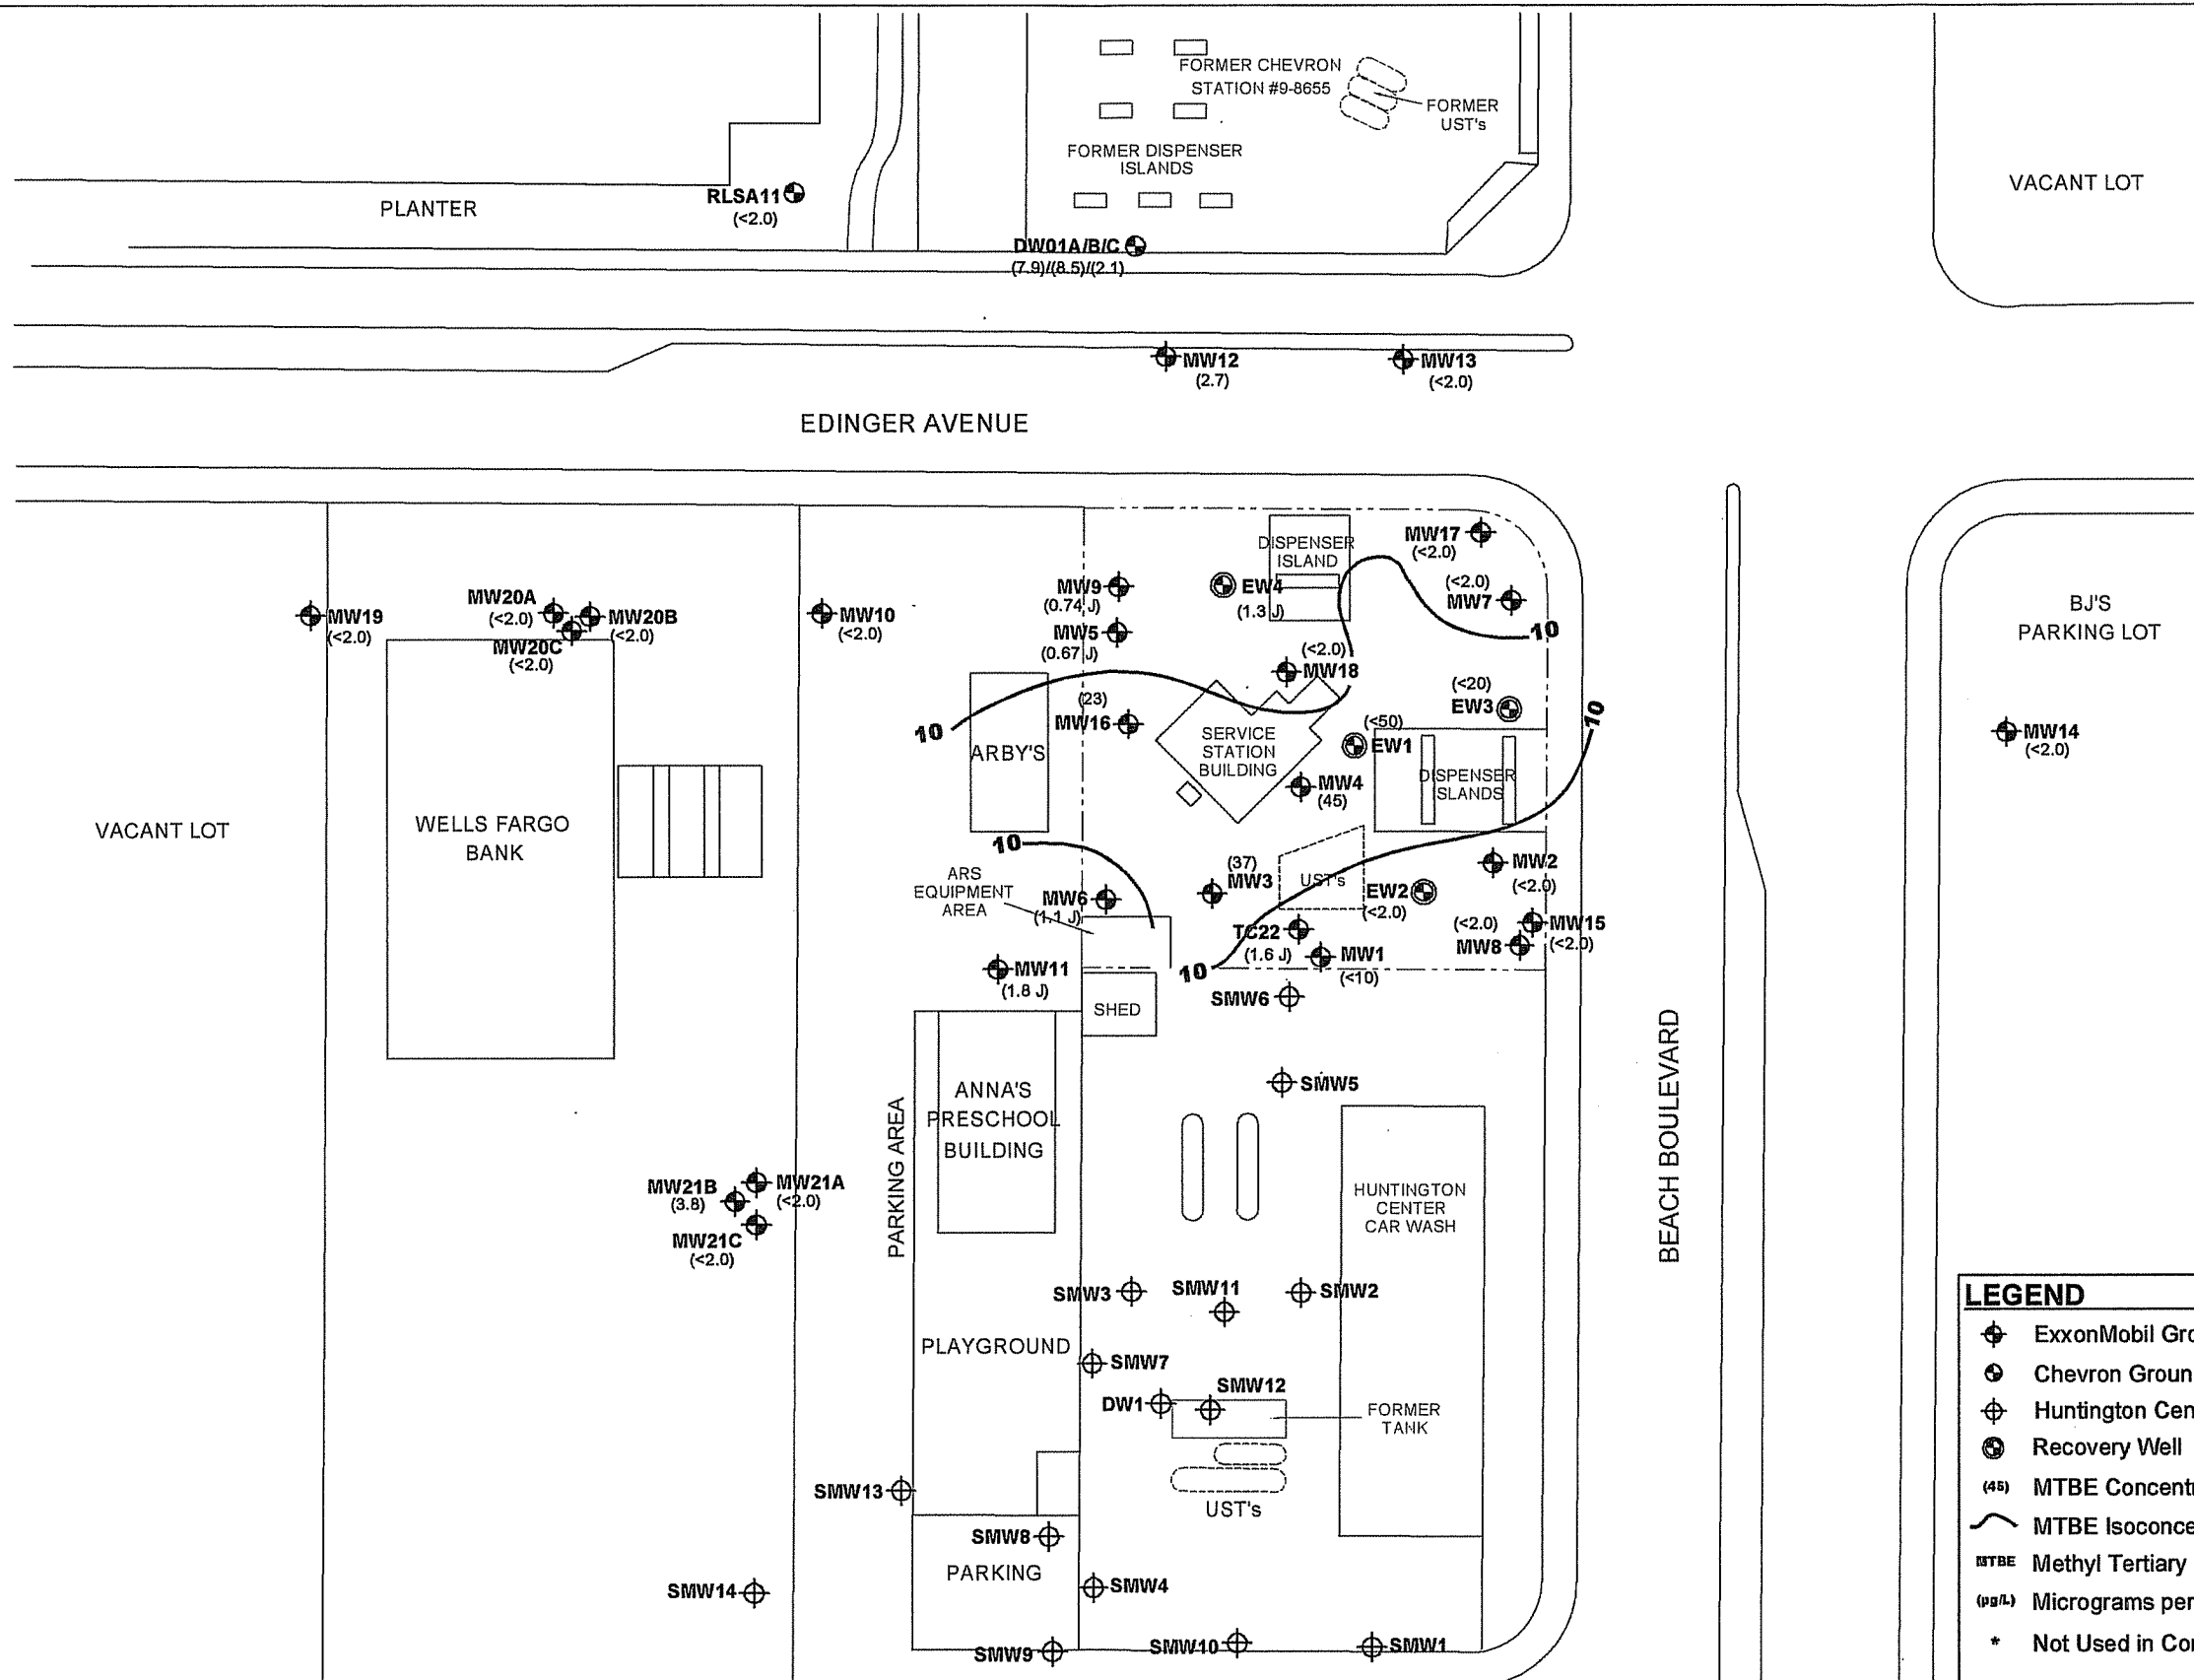 FORMER CHEVRON
STATION #9-8655
FORMER
UST's
FORMER DISPENSER
ISLANDS
VACANT LOT
PLANTER
RLSA11
(<2.0)
DW01A/B/C
(7.9)/(8.5)/(2.1)
MW12
(2.7)
MW13
(<2.0)
EDINGER AVENUE
MW17
(<2.0)
DISPENSER
ISLAND
MW9
(0.74 J)
EW4
(1.3 J)
(<2.0)
MW7
10
MW19
(<2.0)
MW20A
(<2.0)
MW20B
(<2.0)
MW20C
(<2.0)
MW10
(<2.0)
MW5
(0.67 J)
(<2.0)
MW18
BJ'S
PARKING LOT
(<20)
EW3
10
(23)
MW16
10
ARBY'S
SERVICE
STATION
BUILDING
(<50)
EW1
MW14
(<2.0)
MW4
(45)
DISPENSER
ISLANDS
VACANT LOT
WELLS FARGO
BANK
10
ARS
EQUIPMENT
AREA
MW6
(1.1 J)
(37)
MW3
UST's
EW2
(<2.0)
MW2
(<2.0)
TC22
(1.6 J)
MW1
(<10)
(<2.0)
MW8
MW15
(<2.0)
MW11
(1.8 J)
10
SMW6
SHED
SMW5
ANNA'S
PRESCHOOL
BUILDING
PARKING AREA
BEACH BOULEVARD
MW21B
(3.8)
MW21A
(<2.0)
MW21C
(<2.0)
HUNTINGTON
CENTER
CAR WASH
SMW3
SMW11
SMW2
PLAYGROUND
SMW7
DW1
SMW12
FORMER
TANK
UST's
SMW13
SMW8
PARKING
SMW14
SMW4
SMW9
SMW10
SMW1
LEGEND
ExxonMobil Gro
Chevron Groun
Huntington Cen
Recovery Well
(45) MTBE Concent
MTBE Isoconce
MTBE Methyl Tertiary
(µg/L) Micrograms per
* Not Used in Co